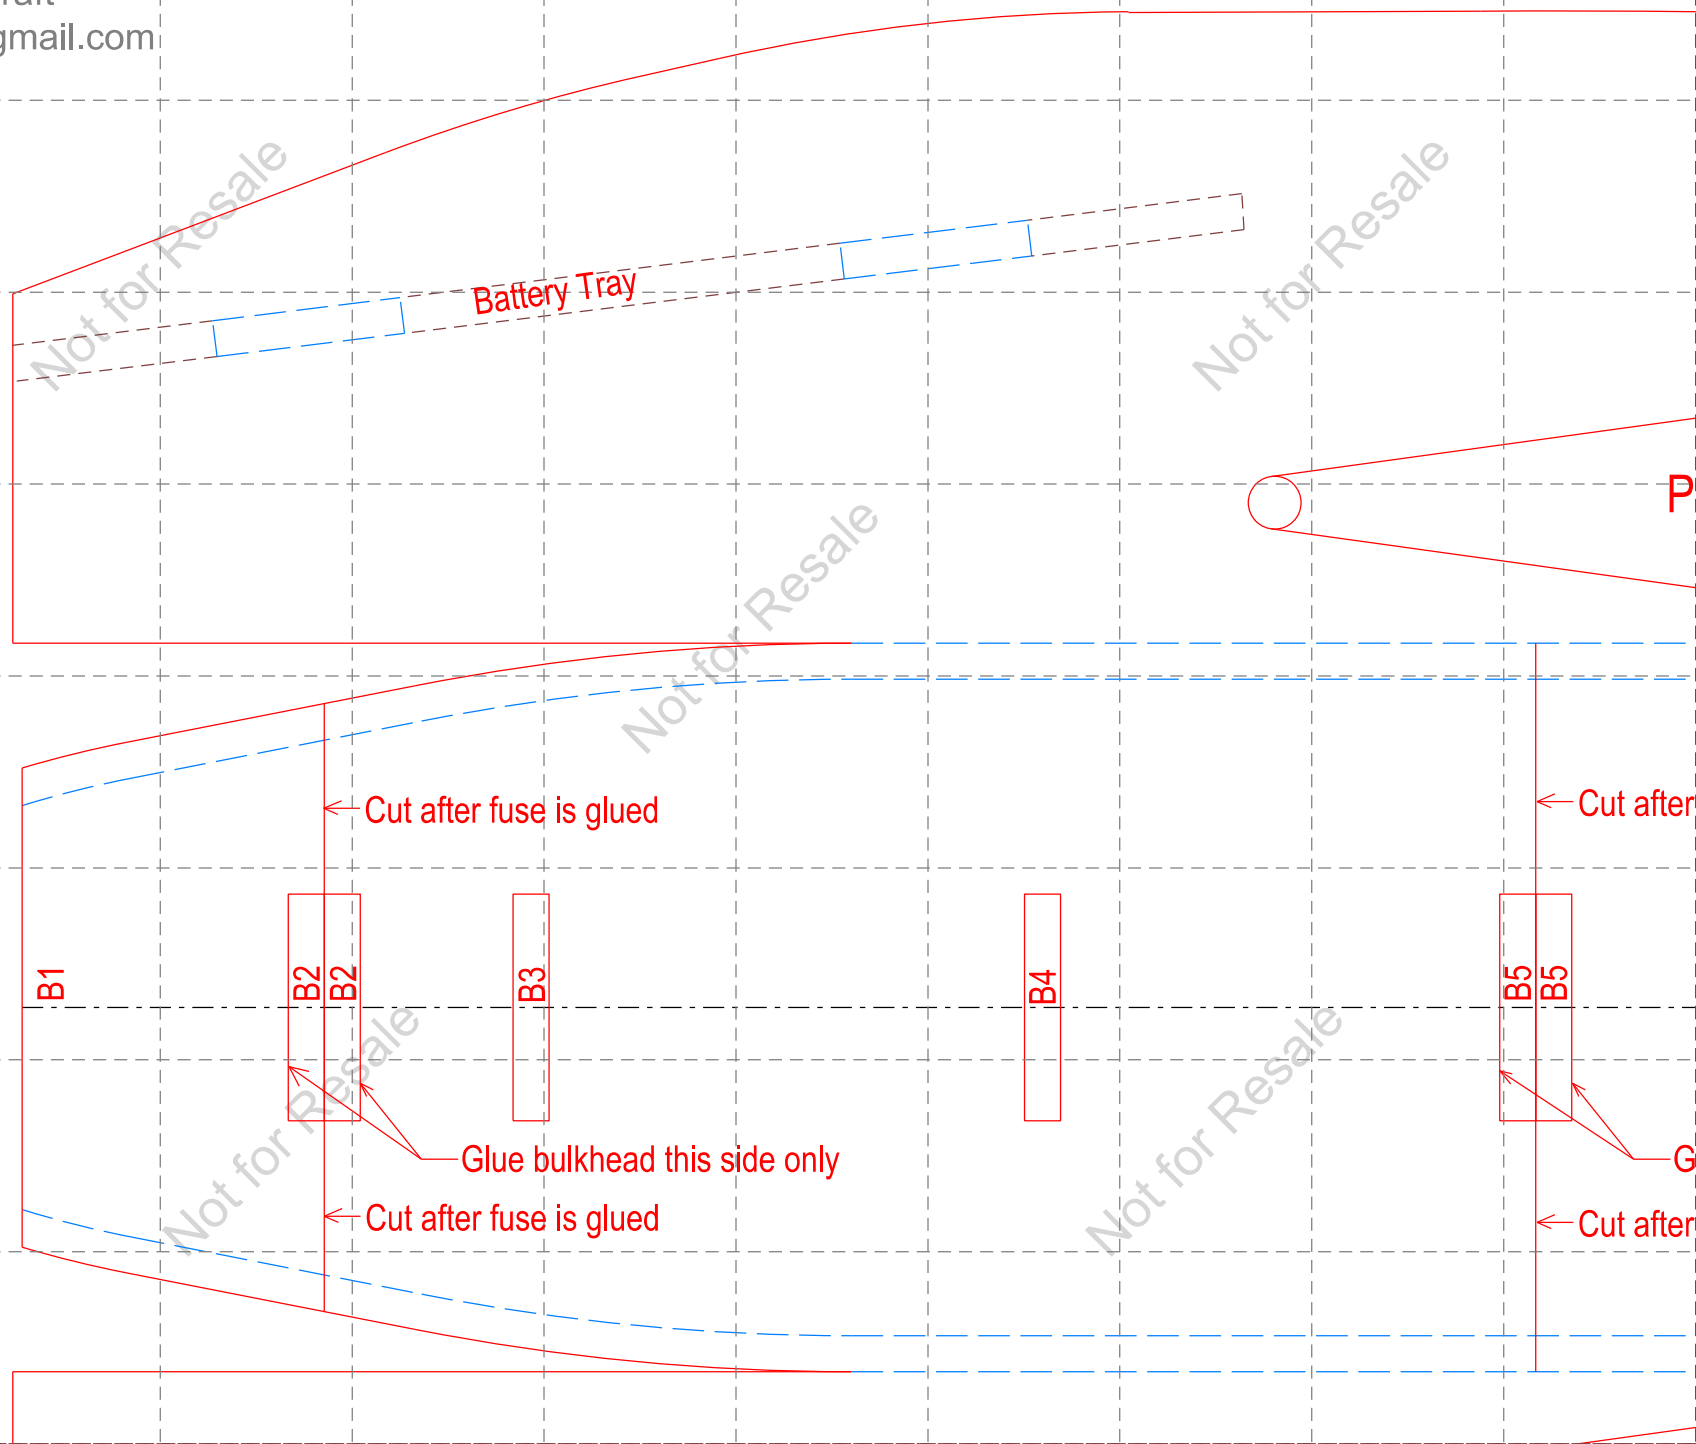 gmail.com
Not for Resale
Not for Resale
Battery Tray
P
Not for Resale
Cut after fuse is glued
Cut after
B1
B2
B2
B3
B4
B5
B5
Not for Resale
Not for Resale
Glue bulkhead this side only
G
Cut after fuse is glued
Cut after